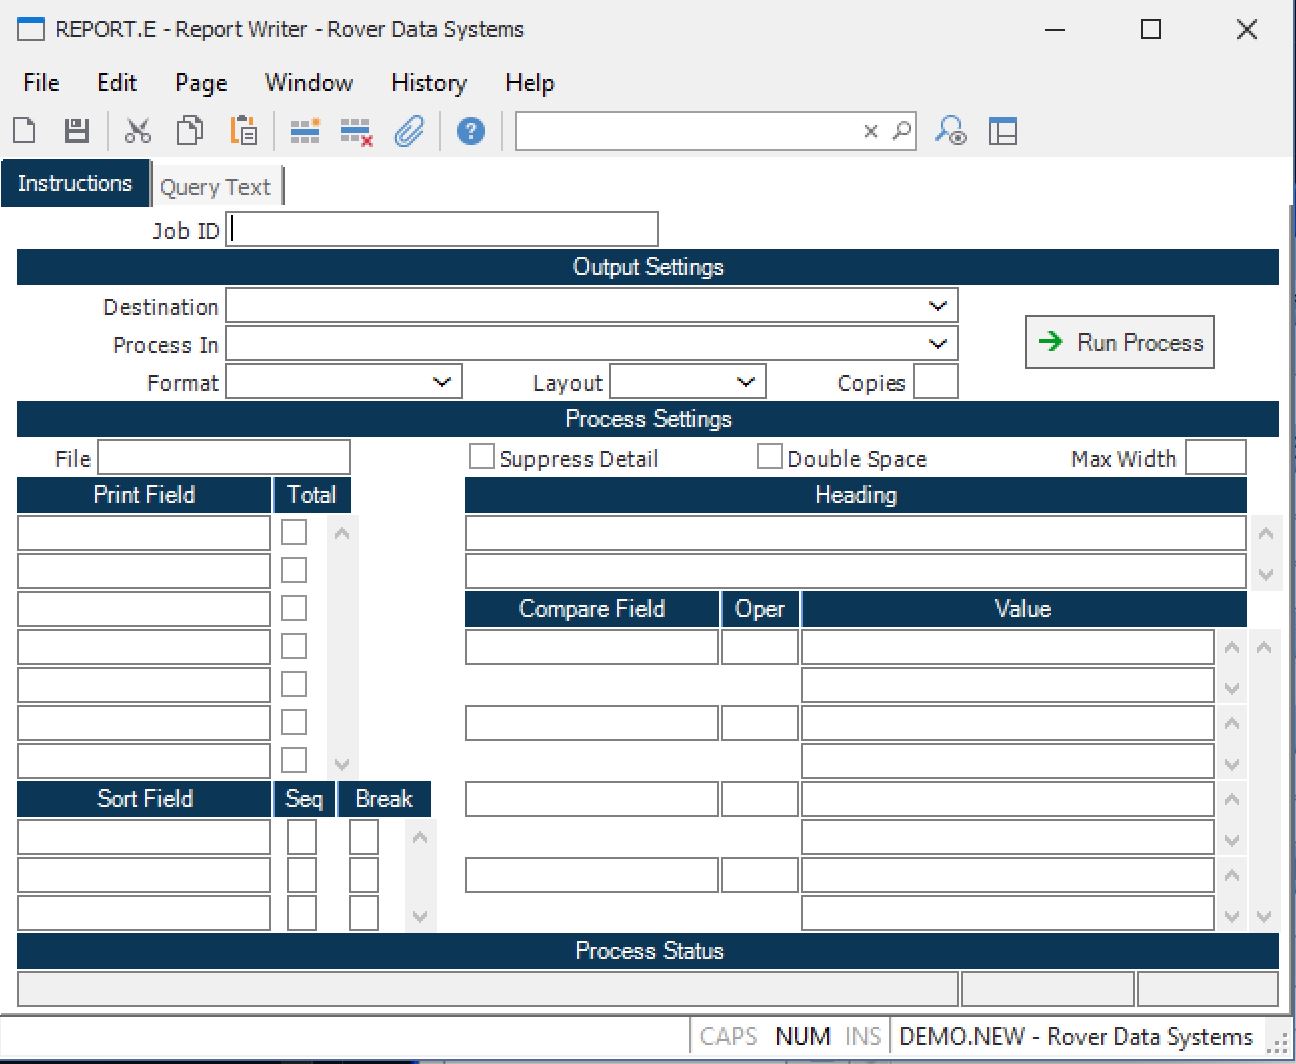 REPORT.E - Report Writer - Rover Data Systems
File Edit Page Window History Help
Instructions Query Text
Job ID
Output Settings
Destination
Process In
Run Process
Format Layout Copies
Process Settings
File Suppress Detail Double Space Max Width
Print Field Total Heading
Compare Field Oper Value
Sort Field Seq Break
Process Status
CAPS NUM INS DEMO.NEW - Rover Data Systems